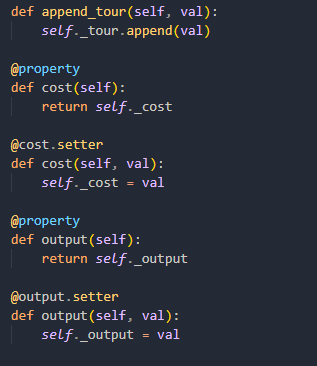 def append_tour(self, val):
    self._tour.append(val)

@property
def cost(self):
    return self._cost

@cost.setter
def cost(self, val):
    self._cost = val

@property
def output(self):
    return self._output

@output.setter
def output(self, val):
    self._output = val